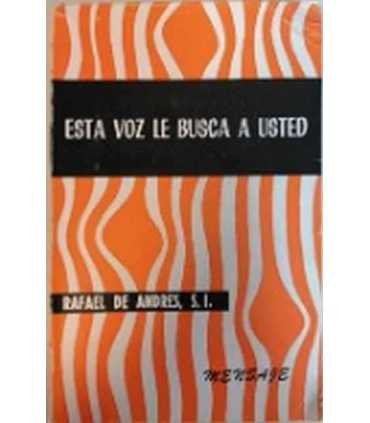 ESTA VOZ LE BUSCA A USTED
RAFAEL DE ANDRES, S. I.
MENSAJE